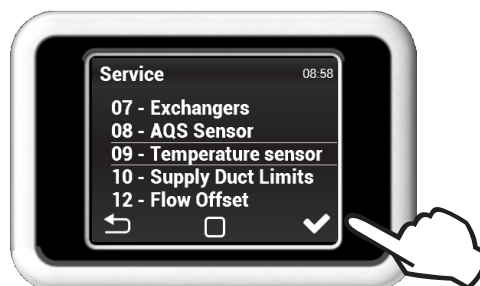 Service 08:58
07 - Exchangers
08 - AQS Sensor
09 - Temperature sensor
10 - Supply Duct Limits
12 - Flow Offset